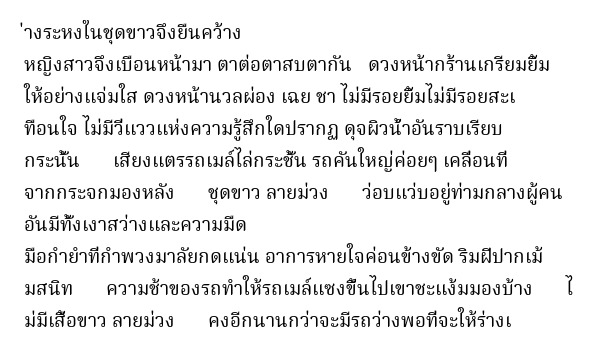 ่างระหงในชุดขาวจึงยืนคว้าง
หญิงสาวจึงเบือนหน้ามา ตาต่อตาสบตากัน ดวงหน้ากร้านเกรียมยิ้ม
ให้อย่างแจ่มใส ดวงหน้านวลผ่อง เฉย ชา ไม่มีรอยยิ้มไม่มีรอยสะเ
ทือนใจ ไม่มีวี่แววแห่งความรู้สึกใดปรากฏ ดุจผิวน้ำอันราบเรียบ
กระนั้น เสียงแตรรถเมล์ไล่กระชั้น รถคันใหญ่ค่อยๆ เคลื่อนที่
จากกระจกมองหลัง ชุดขาว ลายม่วง ว่อบแว่บอยู่ท่ามกลางผู้คน
อันมีทั้งเงาสว่างและความมืด
มือกำยำที่กำพวงมาลัยกดแน่น อาการหายใจค่อนข้างขัด ริมฝีปากเม้
มสนิท ความช้าของรถทำให้รถเมล์แซงขึ้นไปเขาชะแง้มมองบ้าง ไ
ม่มีเสื้อขาว ลายม่วง คงอีกนานกว่าจะมีรถว่างพอที่จะให้ร่างเ